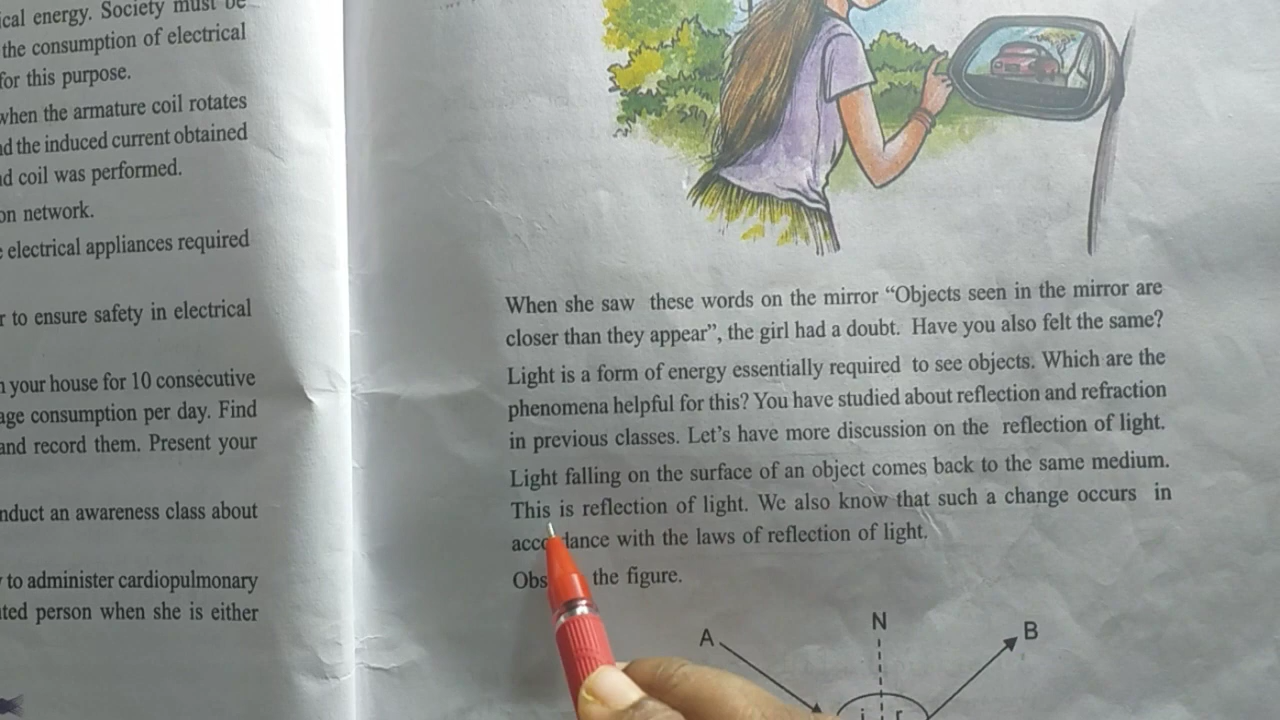 ical energy. Society must be
the consumption of electrical
for this purpose.
when the armature coil rotates
nd the induced current obtained
nd coil was performed.
on network.
electrical appliances required
r to ensure safety in electrical
n your house for 10 consecutive
age consumption per day. Find
and record them. Present your
nduct an awareness class about
to administer cardiopulmonary
ted person when she is either
When she saw these words on the mirror “Objects seen in the mirror are
closer than they appear”, the girl had a doubt. Have you also felt the same?
Light is a form of energy essentially required to see objects. Which are the
phenomena helpful for this? You have studied about reflection and refraction
in previous classes. Let’s have more discussion on the reflection of light.
Light falling on the surface of an object comes back to the same medium.
This is reflection of light. We also know that such a change occurs in
acco dance with the laws of reflection of light.
Obs the figure.
N
A B
i r